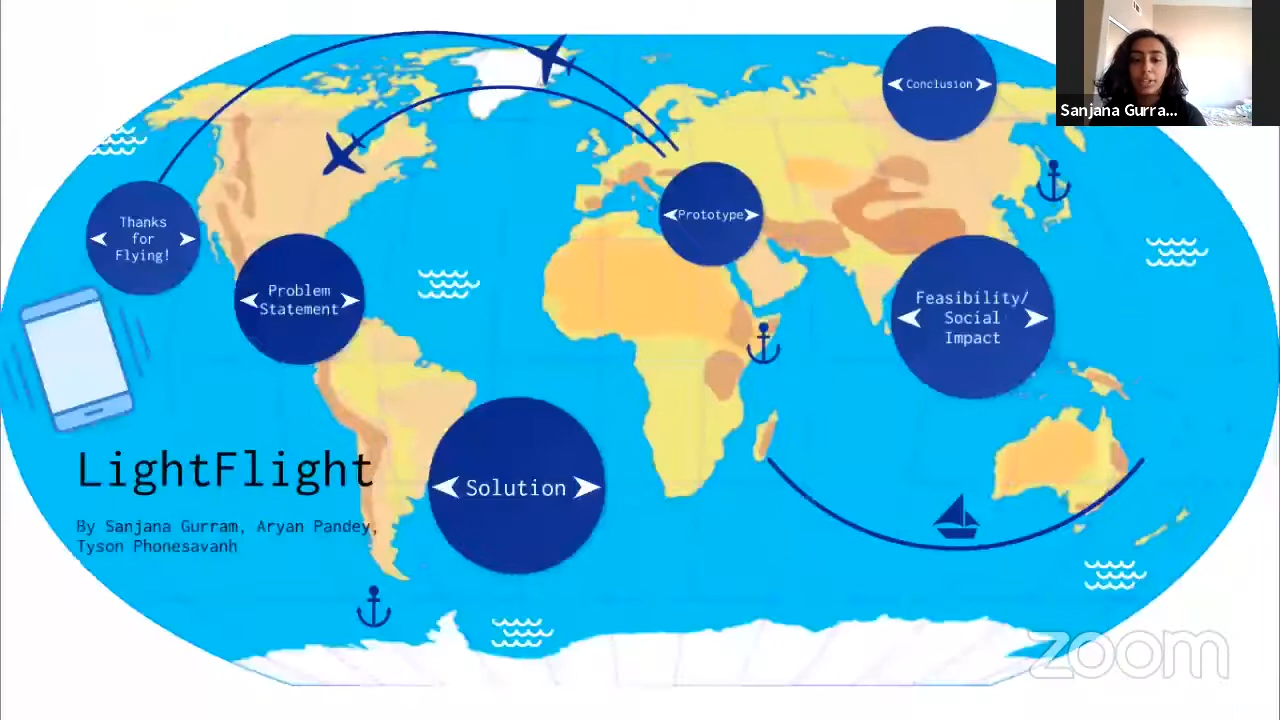 Conclusion
Sanjana Gurra...
Thanks
for
Flying!
Prototype
Problem
Statement
Feasibility/
Social
Impact
LightFlight
Solution
By Sanjana Gurram, Aryan Pandey,
Tyson Phonesavanh
zoom